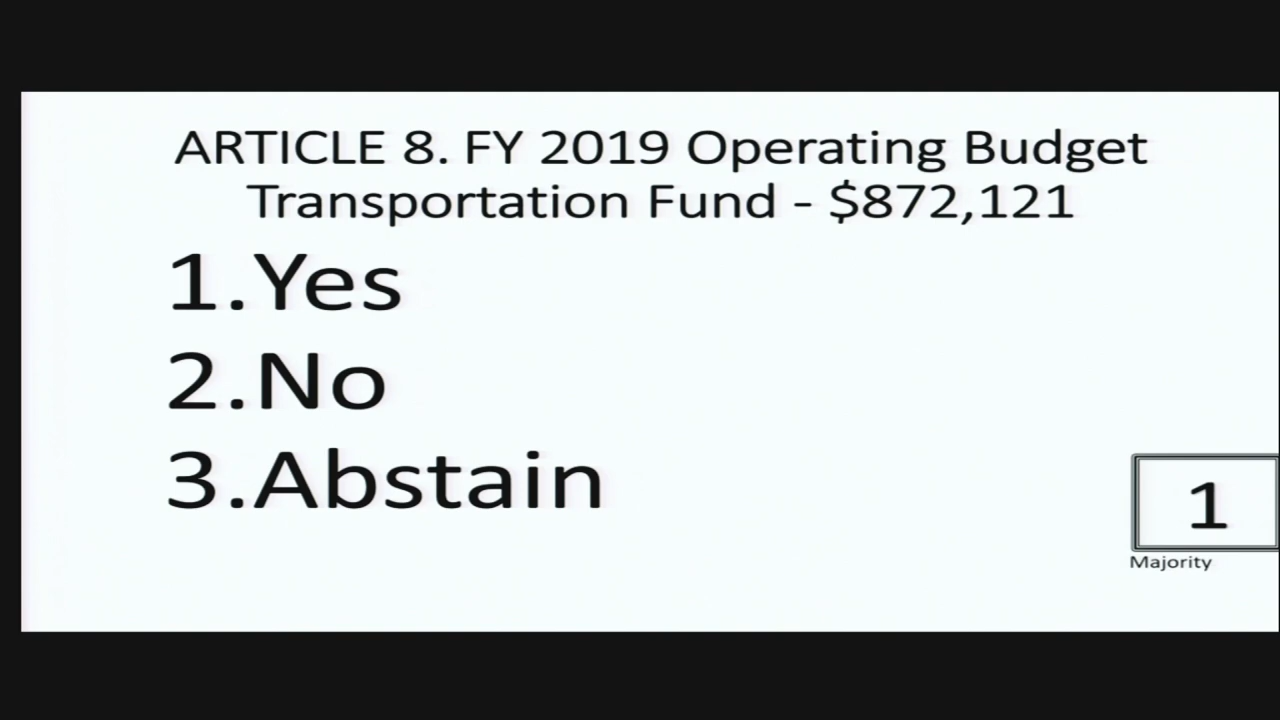 ARTICLE 8. FY 2019 Operating Budget
Transportation Fund - $872,121
1.Yes
2.No
3.Abstain
1
Majority